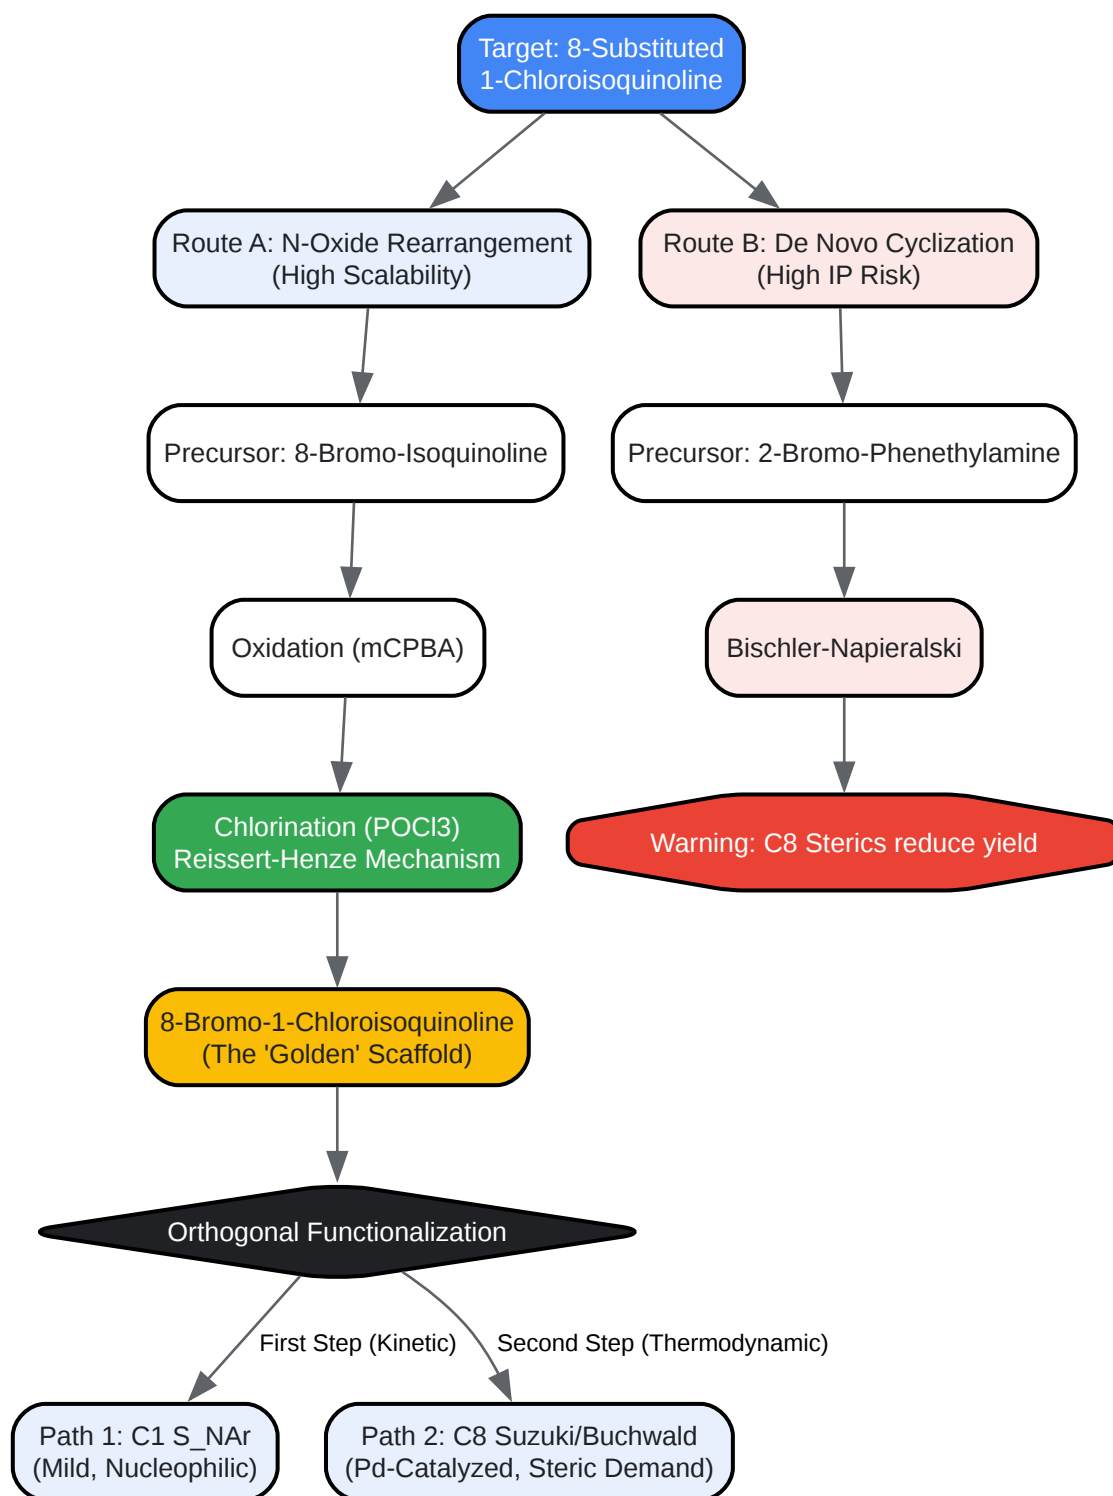 Target: 8-Substituted
1-Chloroisoquinoline
Route A: N-Oxide Rearrangement
(High Scalability)
Route B: De Novo Cyclization
(High IP Risk)
Precursor: 8-Bromo-Isoquinoline
Precursor: 2-Bromo-Phenethylamine
Oxidation (mCPBA)
Bischler-Napieralski
Chlorination (POCl3)
Reissert-Henze Mechanism
Warning: C8 Sterics reduce yield
8-Bromo-1-Chloroisoquinoline
(The 'Golden' Scaffold)
Orthogonal Functionalization
First Step (Kinetic)
Second Step (Thermodynamic)
Path 1: C1 S_NAr
(Mild, Nucleophilic)
Path 2: C8 Suzuki/Buchwald
(Pd-Catalyzed, Steric Demand)